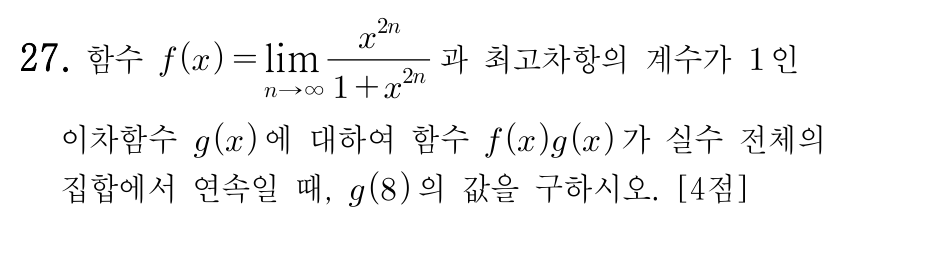 27. 함수 f(x)=lim_{n→∞} x^{2n}/(1+x^{2n}) 과 최고차항의 계수가 1인
이차함수 g(x)에 대하여 함수 f(x)g(x)가 실수 전체의
집합에서 연속일 때, g(8)의 값을 구하시오. [4점]